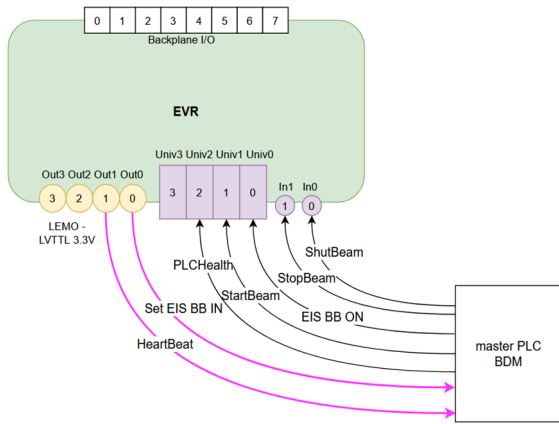 0 1 2 3 4 5 6 7
Backplane I/O
EVR
Univ3 Univ2 Univ1 Univ0
Out3 Out2 Out1 Out0
3 2 1 0
3 2 1 0
In1 In0
1 0
LEMO -
LVTTL 3.3V
ShutBeam
PLCHealth
StopBeam
StartBeam
Set EIS BB IN
EIS BB ON
HeartBeat
master PLC
BDM